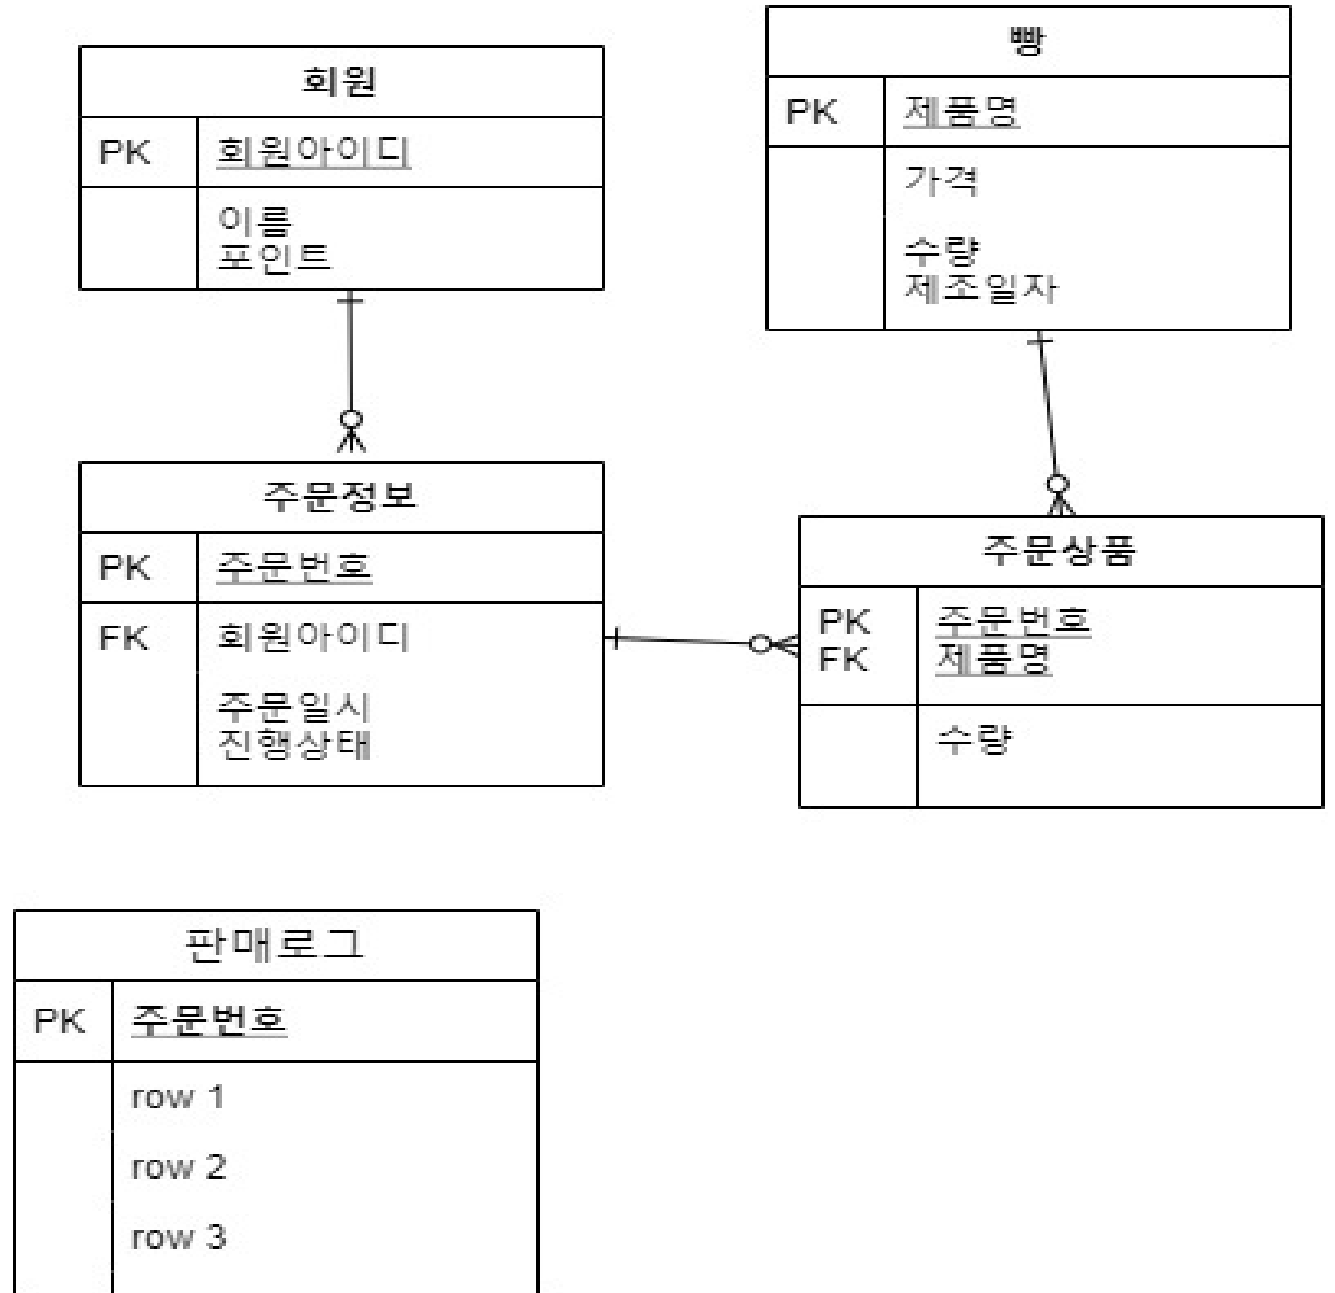 회원
PK 회원아이디
이름
포인트
빵
PK 제품명
가격
수량
제조일자
주문정보
PK 주문번호
FK 회원아이디
주문일시
진행상태
주문상품
PK 주문번호
FK 제품명
수량
판매로그
PK 주문번호
row 1
row 2
row 3